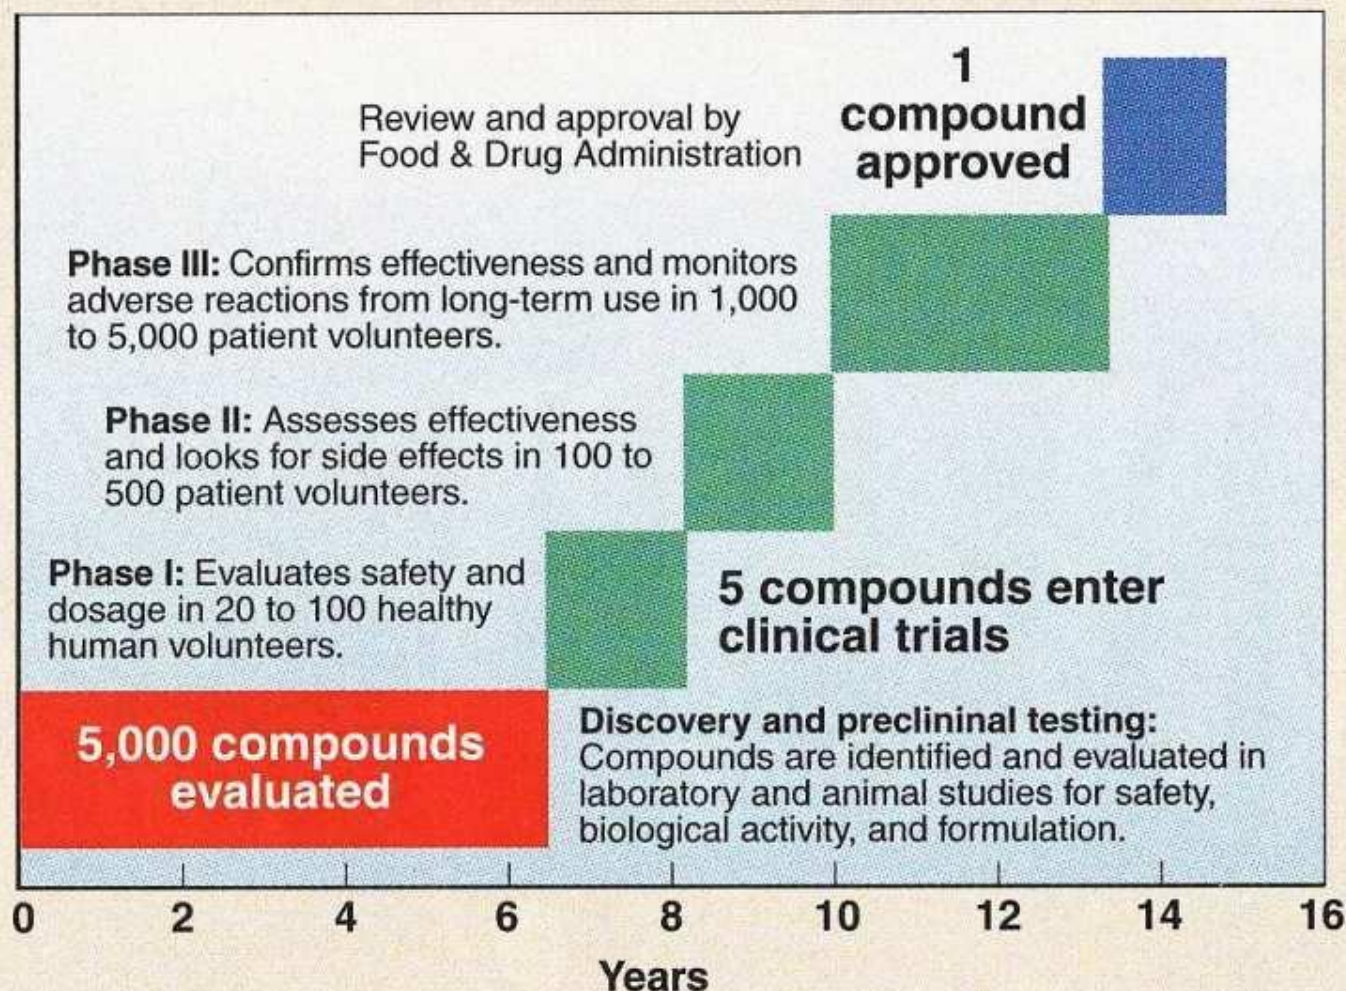 1
compound
approved
Review and approval by
Food & Drug Administration
Phase III: Confirms effectiveness and monitors
adverse reactions from long-term use in 1,000
to 5,000 patient volunteers.
Phase II: Assesses effectiveness
and looks for side effects in 100 to
500 patient volunteers.
Phase I: Evaluates safety and
dosage in 20 to 100 healthy
human volunteers.
5 compounds enter
clinical trials
5,000 compounds
evaluated
Discovery and preclininal testing:
Compounds are identified and evaluated in
laboratory and animal studies for safety,
biological activity, and formulation.
0 2 4 6 8 10 12 14 16
Years